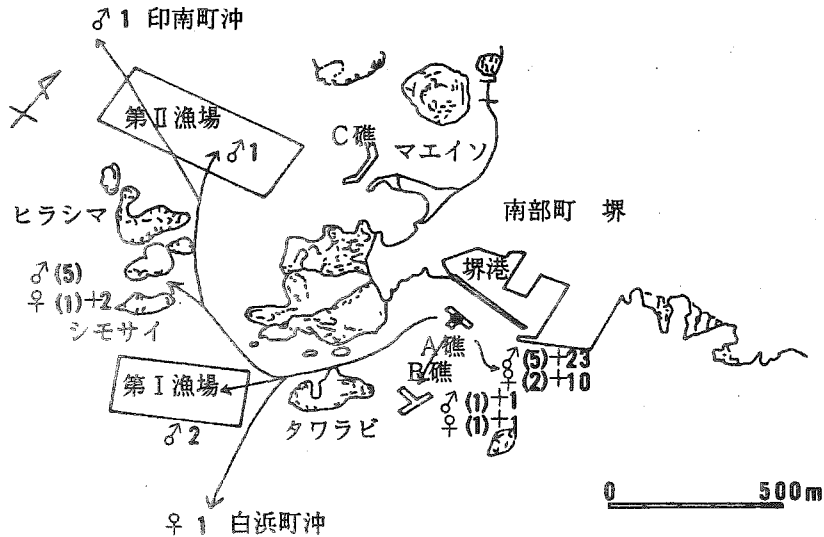 ♂1 印南町沖
第Ⅱ漁場
♂1
C礁
マエイソ
ヒラシマ
南部町 堺
堺港
♂(5)
♀(1)+2
シモサイ
A礁
♂(5)+23
♀(2)+10
B礁
第Ⅰ漁場
♂(1)+1
♀(1)+1
♂2
タワラビ
0 500m
♀1 白浜町沖